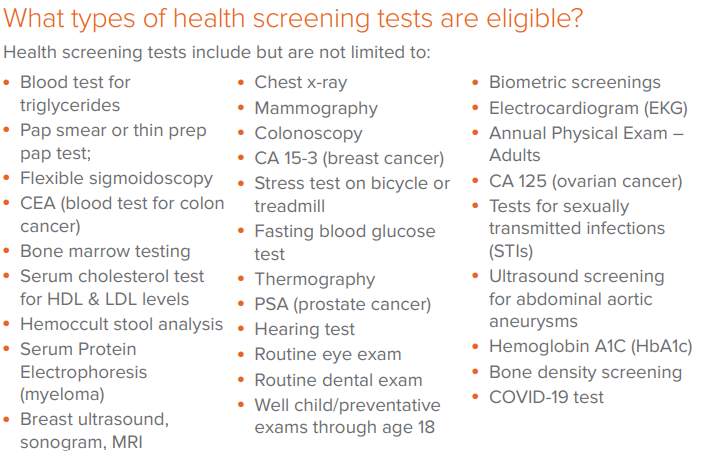 What types of health screening tests are eligible?
Health screening tests include but are not limited to:
• Blood test for
triglycerides
• Pap smear or thin prep
pap test;
• Flexible sigmoidoscopy
• CEA (blood test for colon
cancer)
• Bone marrow testing
• Serum cholesterol test
for HDL & LDL levels
• Hemoccult stool analysis
• Serum Protein
Electrophoresis
(myeloma)
• Breast ultrasound,
sonogram, MRI
• Chest x-ray
• Mammography
• Colonoscopy
• CA 15-3 (breast cancer)
• Stress test on bicycle or
treadmill
• Fasting blood glucose
test
• Thermography
• PSA (prostate cancer)
• Hearing test
• Routine eye exam
• Routine dental exam
• Well child/preventative
exams through age 18
• Biometric screenings
• Electrocardiogram (EKG)
• Annual Physical Exam –
Adults
• CA 125 (ovarian cancer)
• Tests for sexually
transmitted infections
(STIs)
• Ultrasound screening
for abdominal aortic
aneurysms
• Hemoglobin A1C (HbA1c)
• Bone density screening
• COVID-19 test